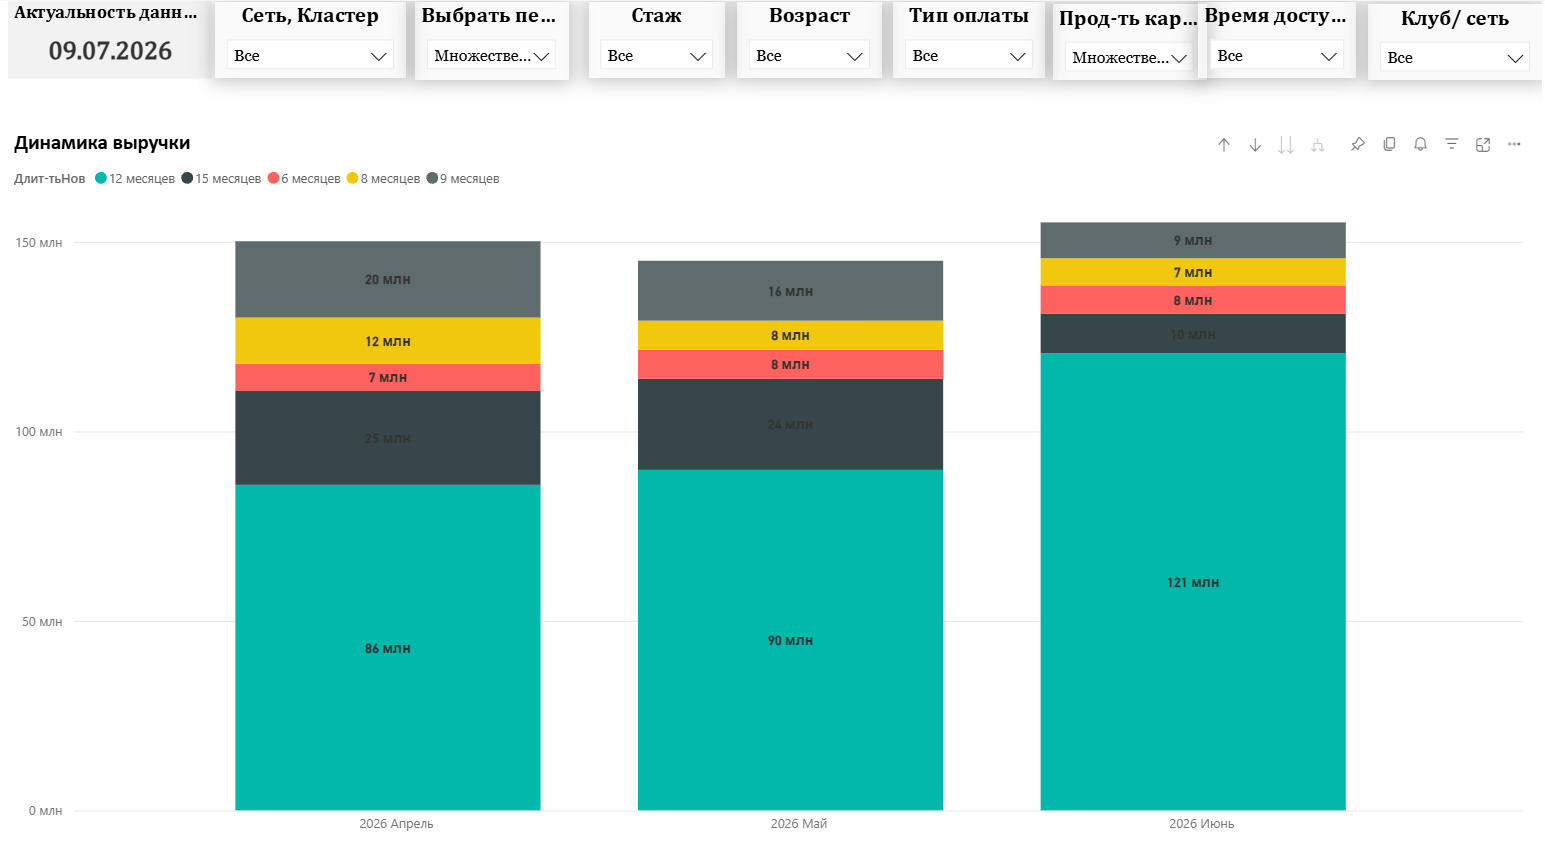 Актуальность данн...
09.07.2026
Сеть, Кластер
Все
Выбрать пе...
Множестве...
Стаж
Все
Возраст
Все
Тип оплаты
Все
Прод-ть кар...
Множестве...
Время досту...
Все
Клуб/ сеть
Все
Динамика выручки
Длит-тьНов 12 месяцев 15 месяцев 6 месяцев 8 месяцев 9 месяцев
150 млн
100 млн
50 млн
0 млн
20 млн
12 млн
7 млн
25 млн
86 млн
2026 Апрель
16 млн
8 млн
8 млн
24 млн
90 млн
2026 Май
9 млн
7 млн
8 млн
10 млн
121 млн
2026 Июнь